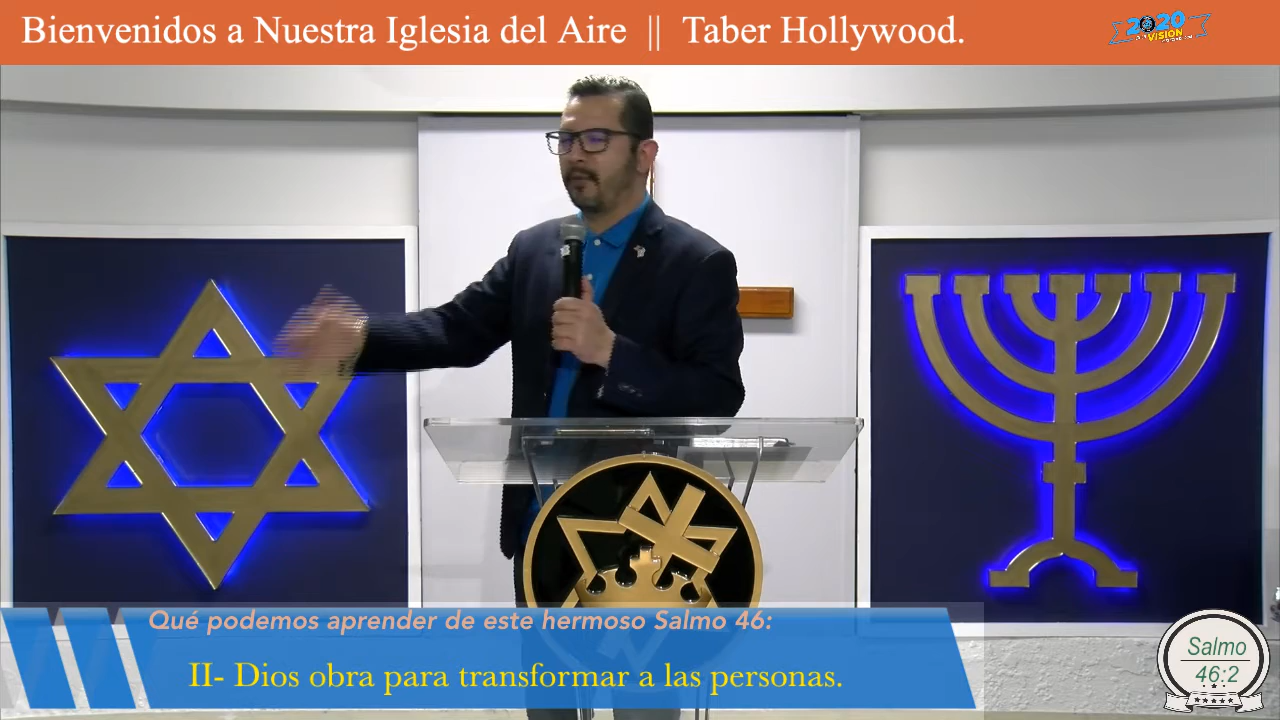 Bienvenidos a Nuestra Iglesia del Aire || Taber Hollywood.
2020
VISIÓN
Qué podemos aprender de este hermoso Salmo 46:
II- Dios obra para transformar a las personas.
Salmo
46:2